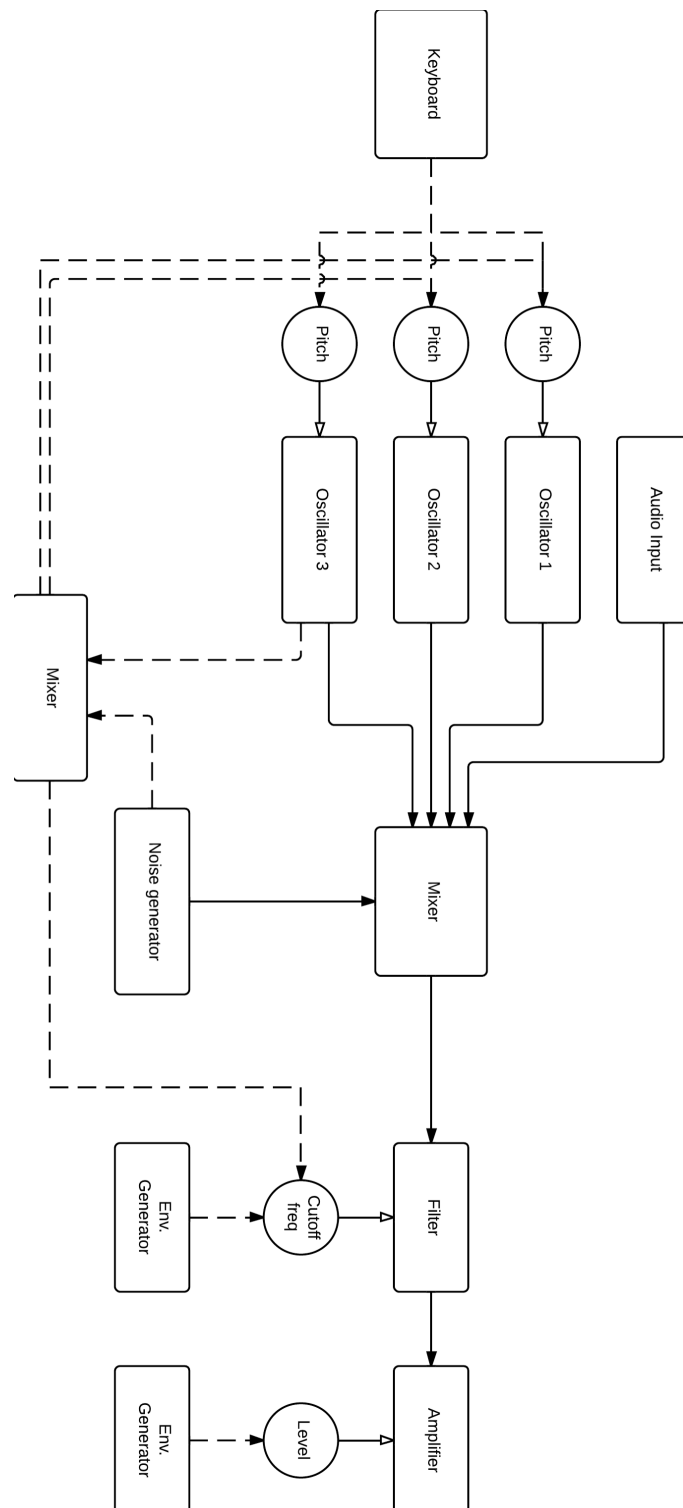 Audio Input
Keyboard
Pitch
Oscillator 1
Pitch
Oscillator 2
Pitch
Oscillator 3
Mixer
Filter
Amplifier
Cutoff
freq
Level
Noise generator
Env.
Generator
Env.
Generator
Mixer